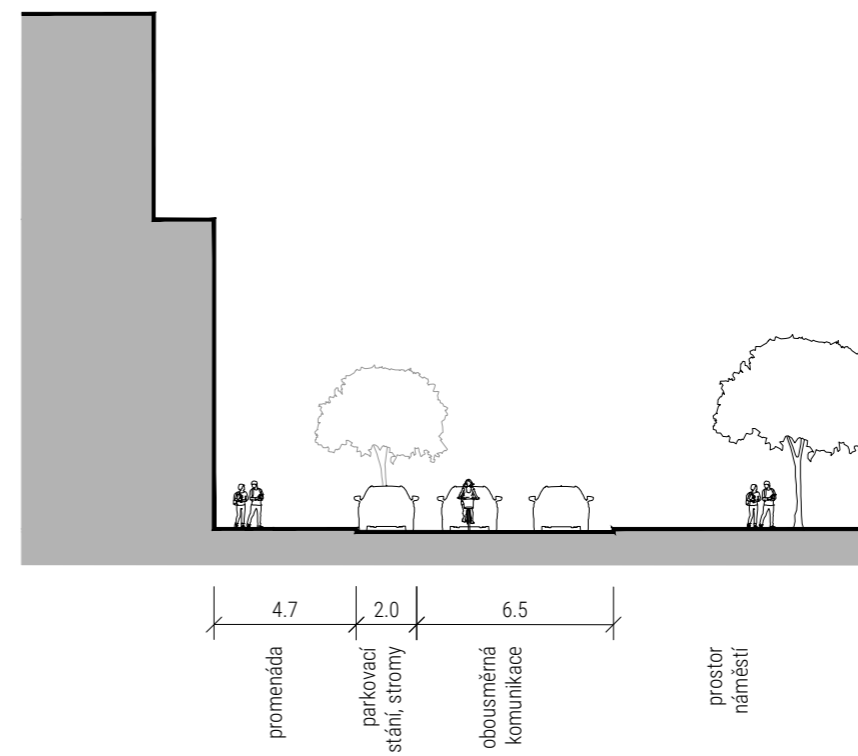 4.7
2.0
6.5
promenáda
parkovací
stání, stromy
obousměrná
komunikace
prostor
náměstí